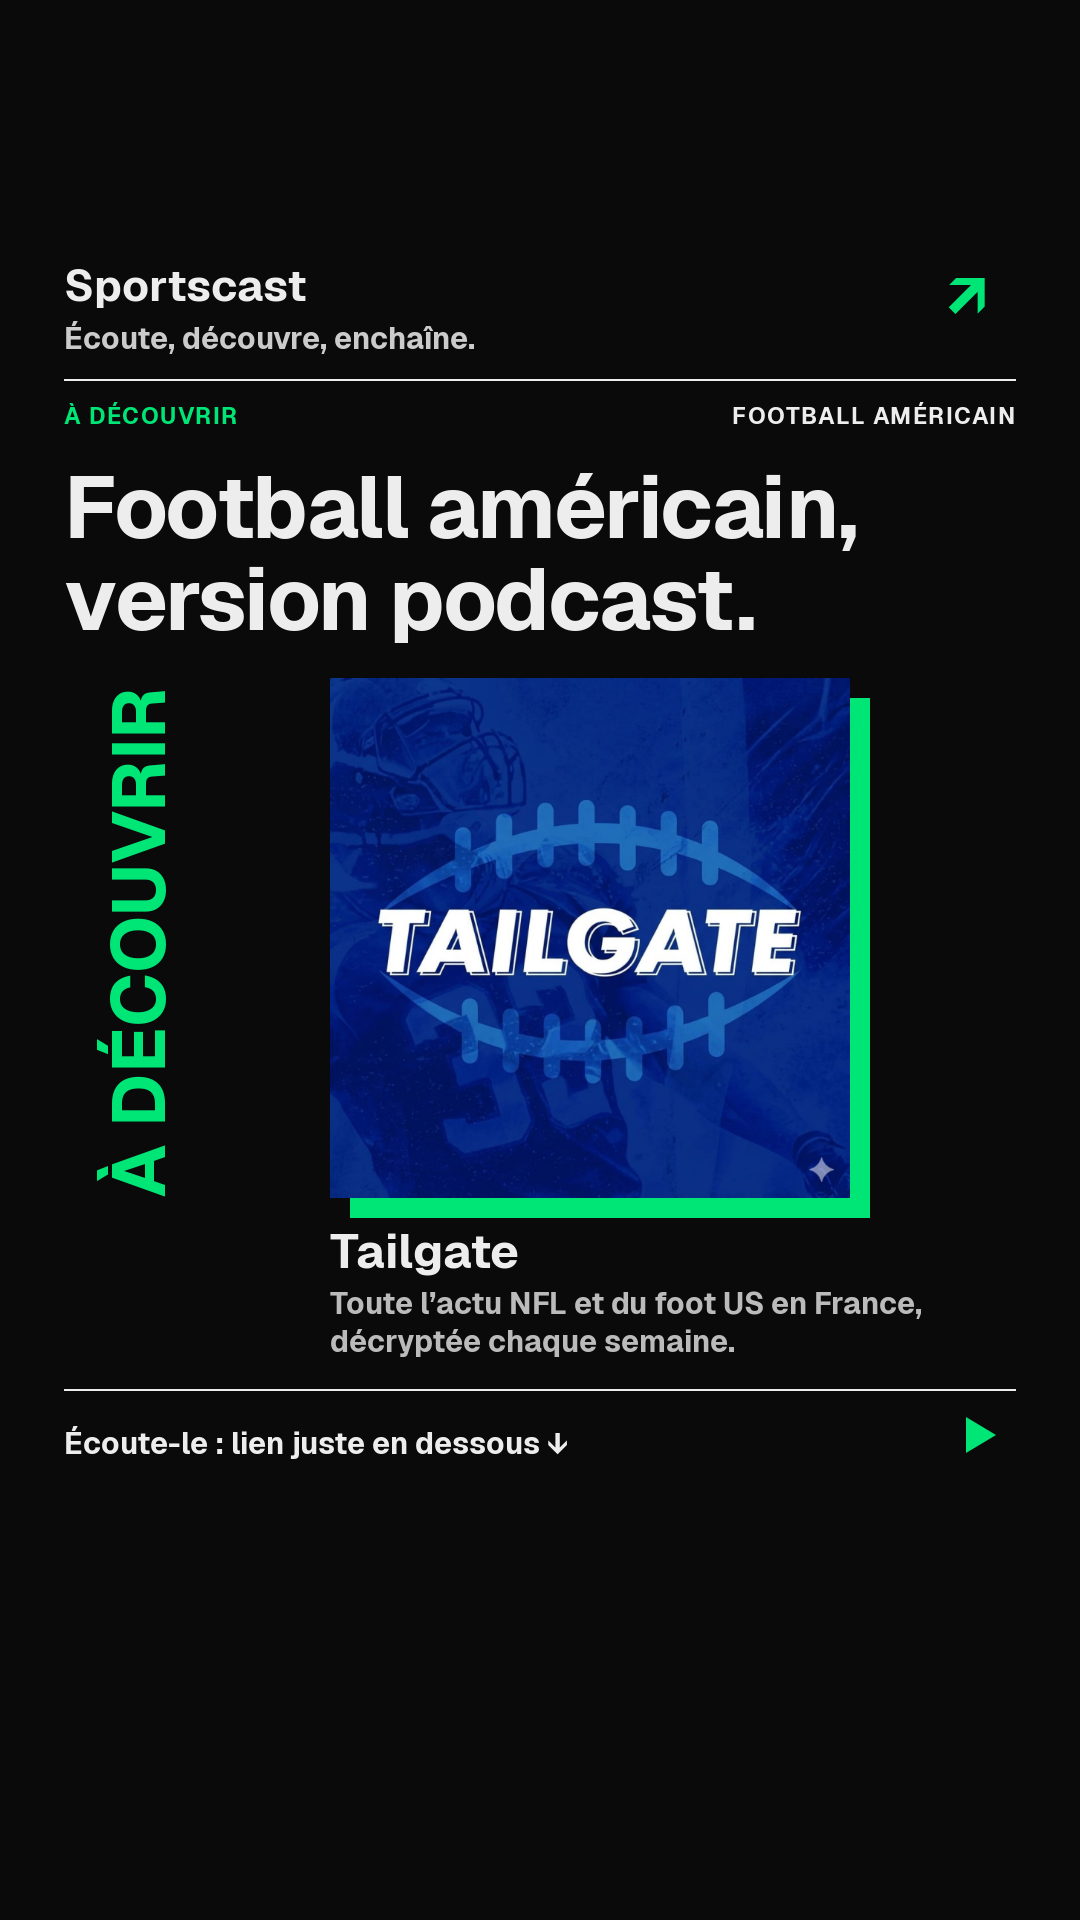 Sportscast
Écoute, découvre, enchaîne.
À DÉCOUVRIR
FOOTBALL AMÉRICAIN
Football américain,
version podcast.
À DÉCOUVRIR
TAILGATE
Tailgate
Toute l’actu NFL et du foot US en France,
décryptée chaque semaine.
Écoute-le : lien juste en dessous ↓